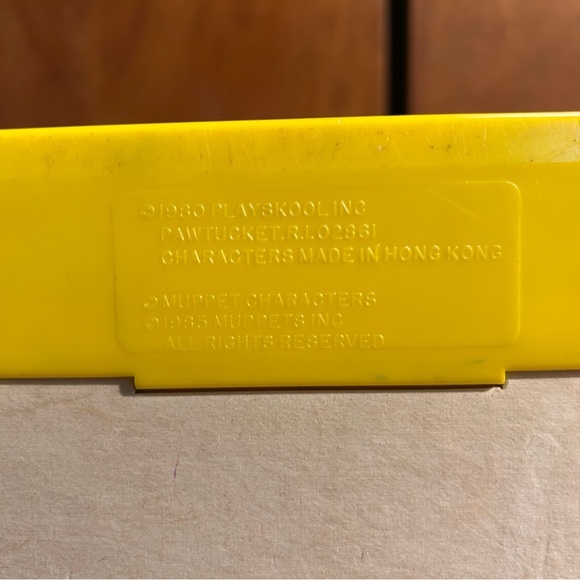 ©1980 PLAYSKOOL INC
PAWTUCKET.R.I.02861
CHARACTERS MADE IN HONG KONG
© MUPPET CHARACTERS
©1985 MUPPETS INC
ALL RIGHTS RESERVED